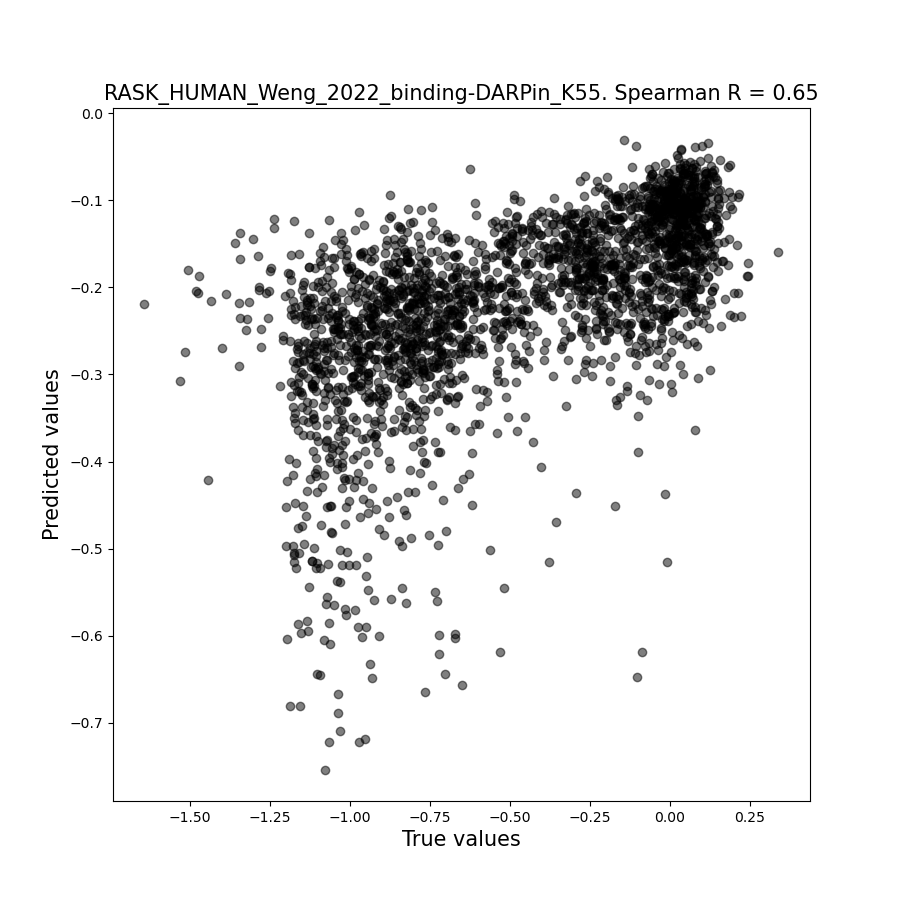 RASK_HUMAN_Weng_2022_binding-DARPin_K55. Spearman R = 0.65
0.0
−0.1
−0.2
−0.3
−0.4
−0.5
−0.6
−0.7
Predicted values
−1.50 −1.25 −1.00 −0.75 −0.50 −0.25 0.00 0.25
True values